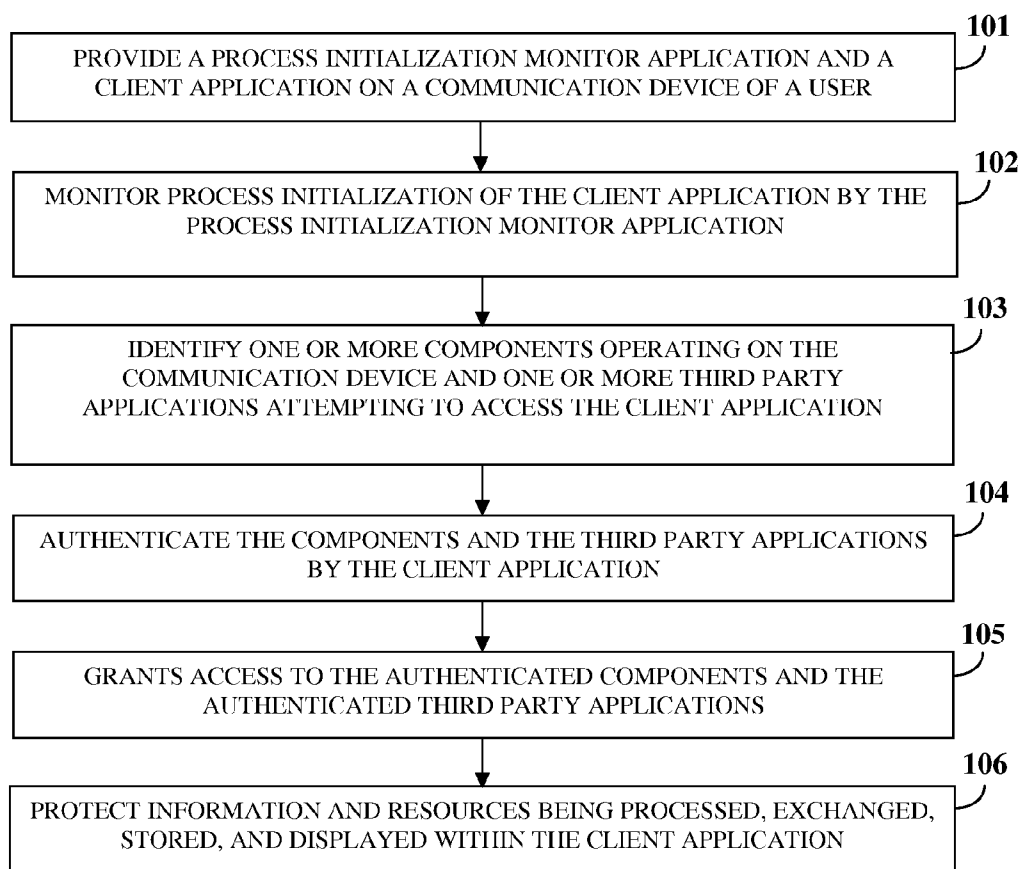 101
PROVIDE A PROCESS INITIALIZATION MONITOR APPLICATION AND A
CLIENT APPLICATION ON A COMMUNICATION DEVICE OF A USER
102
MONITOR PROCESS INITIALIZATION OF THE CLIENT APPLICATION BY THE
PROCESS INITIALIZATION MONITOR APPLICATION
103
IDENTIFY ONE OR MORE COMPONENTS OPERATING ON THE
COMMUNICATION DEVICE AND ONE OR MORE THIRD PARTY
APPLICATIONS ATTEMPTING TO ACCESS THE CLIENT APPLICATION
104
AUTHENTICATE THE COMPONENTS AND THE THIRD PARTY APPLICATIONS
BY THE CLIENT APPLICATION
105
GRANTS ACCESS TO THE AUTHENTICATED COMPONENTS AND THE
AUTHENTICATED THIRD PARTY APPLICATIONS
106
PROTECT INFORMATION AND RESOURCES BEING PROCESSED, EXCHANGED,
STORED, AND DISPLAYED WITHIN THE CLIENT APPLICATION